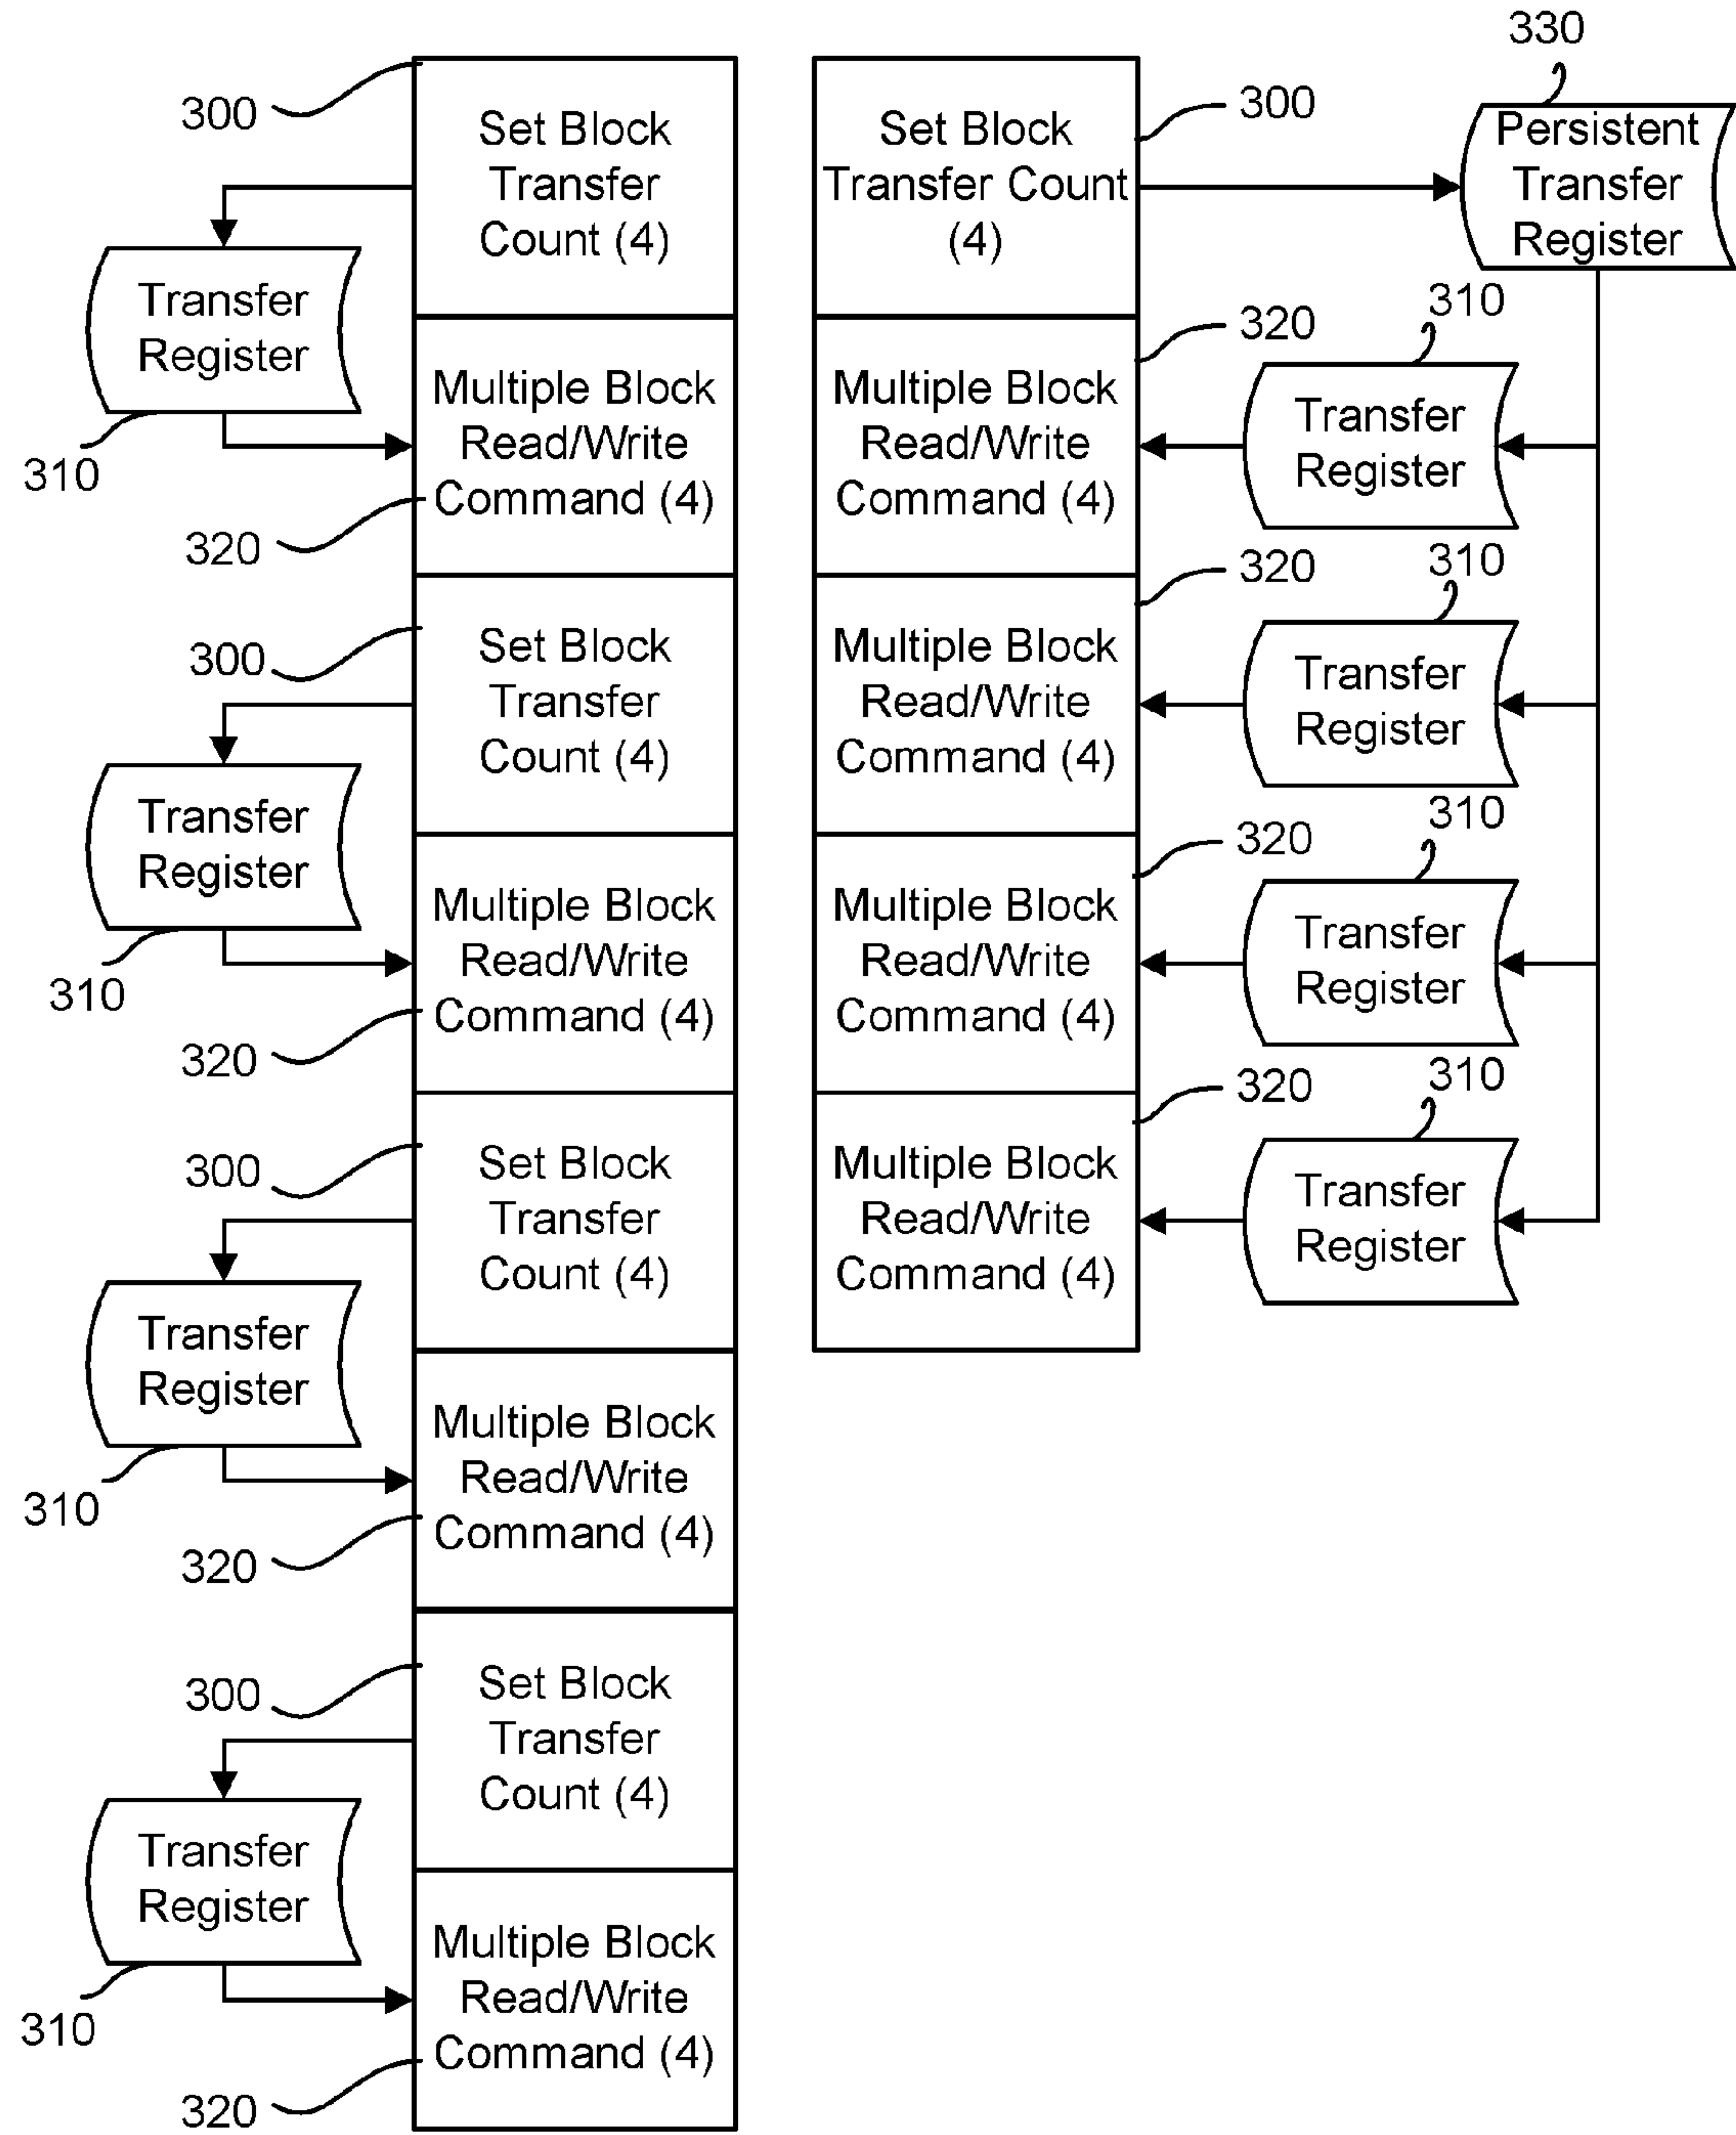 300
Set Block
Transfer
Count (4)
Transfer
Register
310
Multiple Block
Read/Write
Command (4)
320
300
Set Block
Transfer
Count (4)
Transfer
Register
310
Multiple Block
Read/Write
Command (4)
320
300
Set Block
Transfer
Count (4)
Transfer
Register
310
Multiple Block
Read/Write
Command (4)
320
300
Set Block
Transfer
Count (4)
Transfer
Register
310
Multiple Block
Read/Write
Command (4)
320
Set Block
Transfer Count
(4)
300
330
Persistent
Transfer
Register
320
Multiple Block
Read/Write
Command (4)
310
Transfer
Register
320
Multiple Block
Read/Write
Command (4)
310
Transfer
Register
320
Multiple Block
Read/Write
Command (4)
310
Transfer
Register
320
Multiple Block
Read/Write
Command (4)
310
Transfer
Register